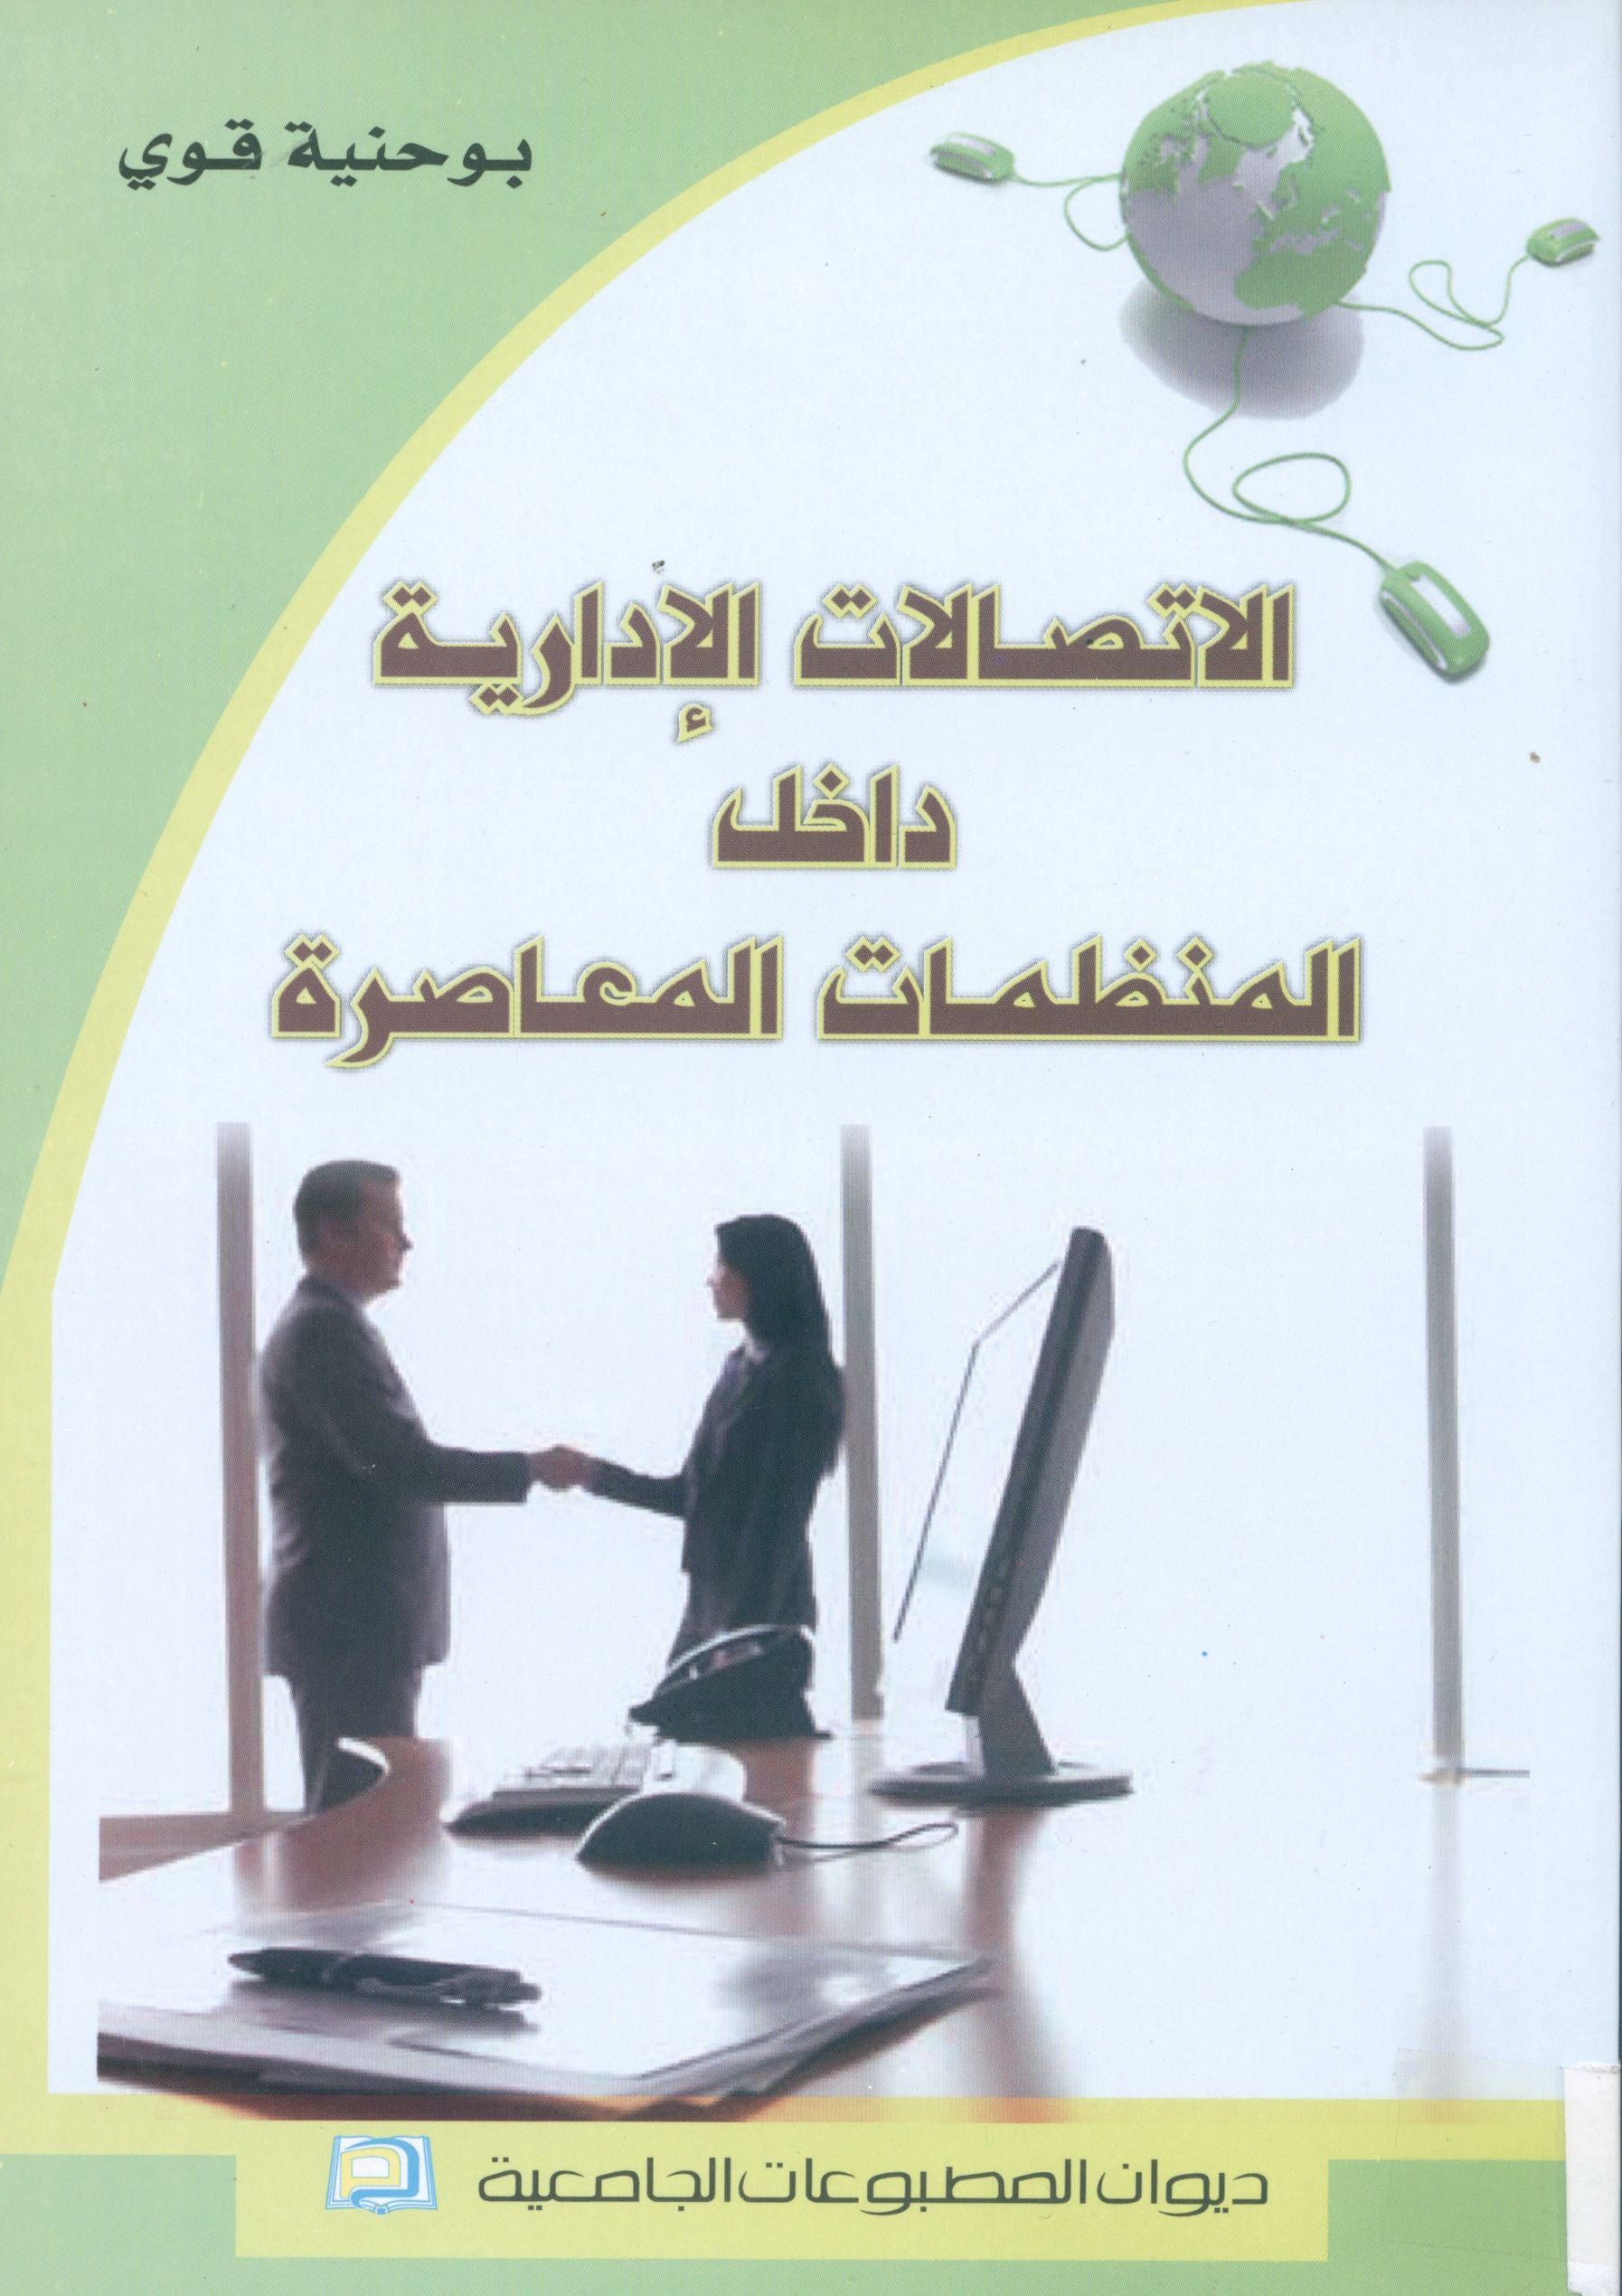 بوحنية قوي
الاتصالات الإدارية
داخل
المنظمات المعاصرة
ديوان المطبوعات الجامعية